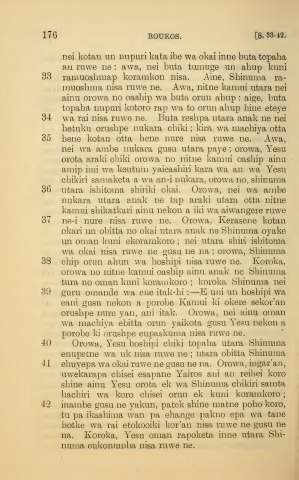 176 ROUKOS. [8. 33-42.
nei kotan un nupuri kata ibe wa okai inne buta topaha
an ruwe ne: awa, nei buta tumuge un ahup kuni
33 ramuoshmap koramkon nisa. Aine, Shinuma ra-
muoshma nisa ruwe ne. Awa, nitne kamui utara nei
ainu orowa no oaship wa buta orun ahup: aige, buta
topaha nupuri kotoro rap wa to orun ahup hine eteye
34 wa rai nisa ruwe ne. Buta reshpa utara anak ne nei
hetuku orushpe nukara chiki; kira wa machiya otta
35 hene kotan otta hene nure nisa ruwe ne. Awa,
nei wa ambe nukara gusu utara paye; orowa, Yesu
orota araki chiki orowa no nitne kamui oaship ainu
amip imi wa keutum yaieashiri kara wa an wa Yesu
chikiri samaketa a wa an-i nukara, orowa no, shinuma
36 utara ishitoma shiriki okai. Orowa, nei wa ambe
nukara utara anak ne tap araki utara otta nitne
kamui shikatkari ainu nekon a iki wa aiwangere ruwe
37 ne-i nure nisa ruwe ne. Orowa, Kerasene kotan
okari un obitta no okai utara anak ne Shinuma oyake
un oman kuni ekoramkoro; nei utara shiri ishitoma
wa okai nisa ruwe ne gusu ne na; orowa, Shinuma
38 chip orun ahun wa hoshipi nisa ruwe ne. Koroka,
orowa no nitne kamui oaship ainu anak ne Shinuma
tura no oman kuni koramkoro; koroka Shinuma nei
39 guru omande wa ene itak-hi:—E uni un hoshipi wa
eani gusu nekon a porobe Kamui ki okere sekor'an
orushpe nure yan, ani itak. Orowa, nei ainu oman
wa machiya ebitta orun yaikota gusu Yesu nekon a
porobe ki orushpe eupaskuma nisa ruwe ne.
40 Orowa, Yesu hoshipi chiki topaha utara Shinuma
enupetne wa uk nisa ruwe ne; utara obitta Shinuma
41 ehuyepa wa okai ruwe ne gusu ne na. Orowa, ingar'an,
uwekarapa chisei esapane Yairos ani an reihei koro
shine ainu Yesu orota ek wa Shinuma chikiri samta
hachiri wa koro chisei orun ek kuni koramkoro;
42 inambe gusu ne yakun, patek shine matne poho koro,
tu pa ikashima wan pa change pakno epa wa tane
hotke wa rai etokooiki kor'an nisa ruwe ne gusu ne
na. Koroka, Yesu oman rapoketa inne utara Shi-
numa eukonumba nisa ruwe ne.